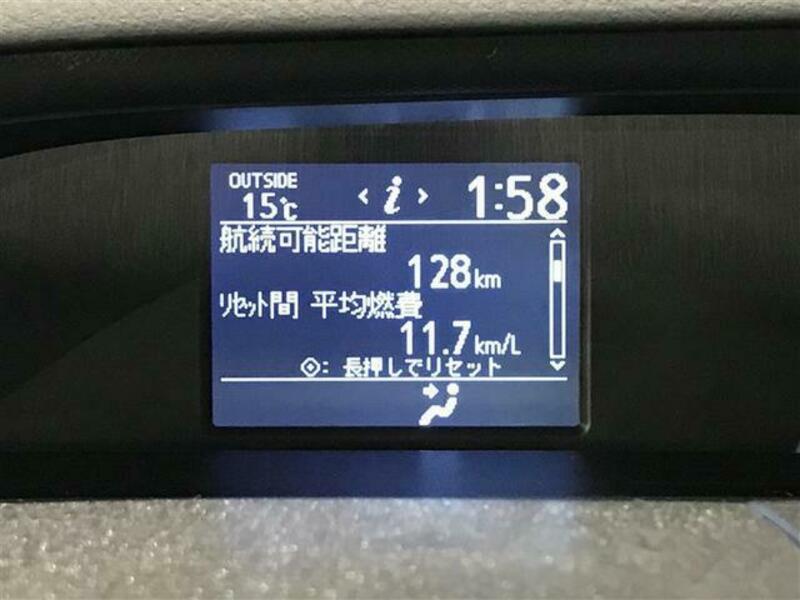 OUTSIDE
15℃
< i > 1:58
航続可能距離
128km
リセット間 平均燃費
11.7km/L
: 長押しでリセット